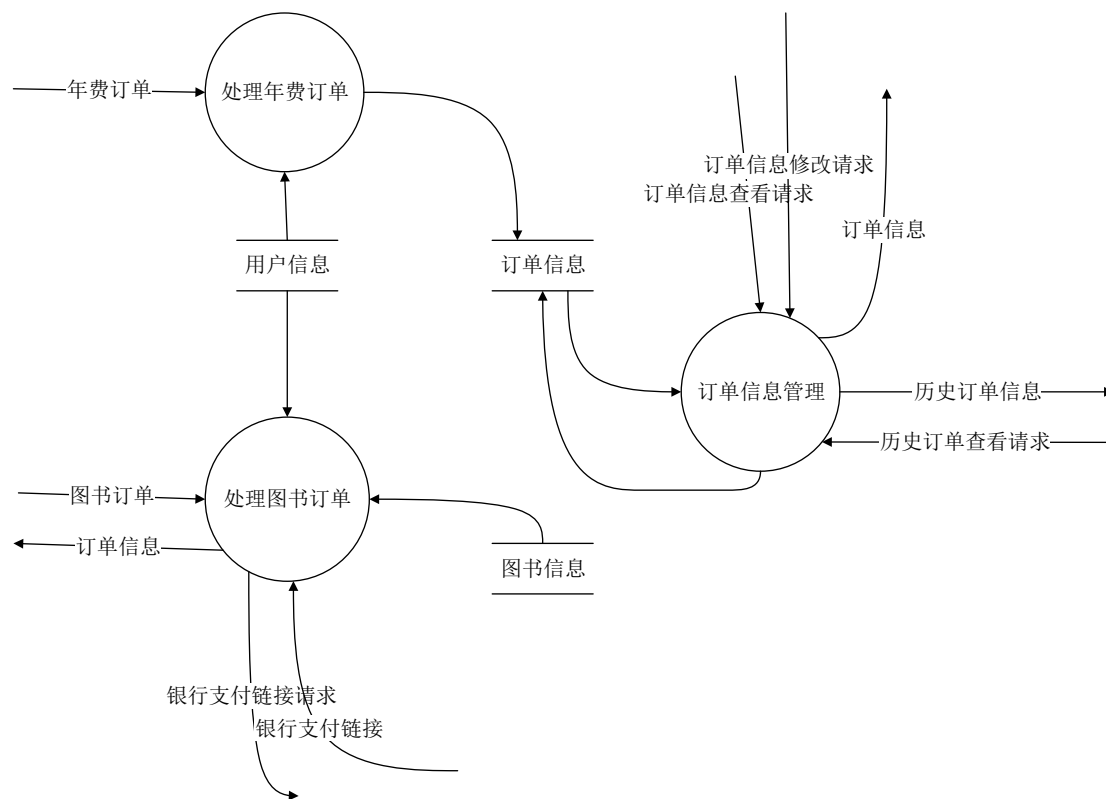 年费订单
处理年费订单
订单信息修改请求
订单信息查看请求
订单信息
用户信息
订单信息
订单信息管理
历史订单信息
历史订单查看请求
图书订单
处理图书订单
订单信息
图书信息
银行支付链接请求
银行支付链接